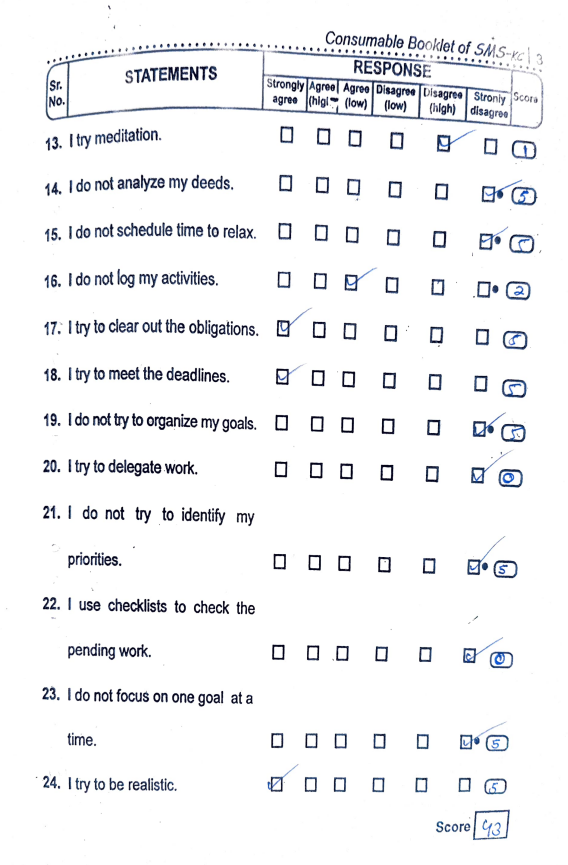 Consumable Booklet of SMS-KC|3
Sr. No. STATEMENTS RESPONSE Score
Strongly agree Agree (high) Agree (low) Disagree (low) Disagree (high) Stronly disagree
13. I try meditation. 1
14. I do not analyze my deeds. 5
15. I do not schedule time to relax. 5
16. I do not log my activities. 2
17. I try to clear out the obligations. 5
18. I try to meet the deadlines. 5
19. I do not try to organize my goals. 5
20. I try to delegate work. 0
21. I do not try to identify my
priorities. 5
22. I use checklists to check the
pending work. 0
23. I do not focus on one goal at a
time. 5
24. I try to be realistic. 5
Score 43